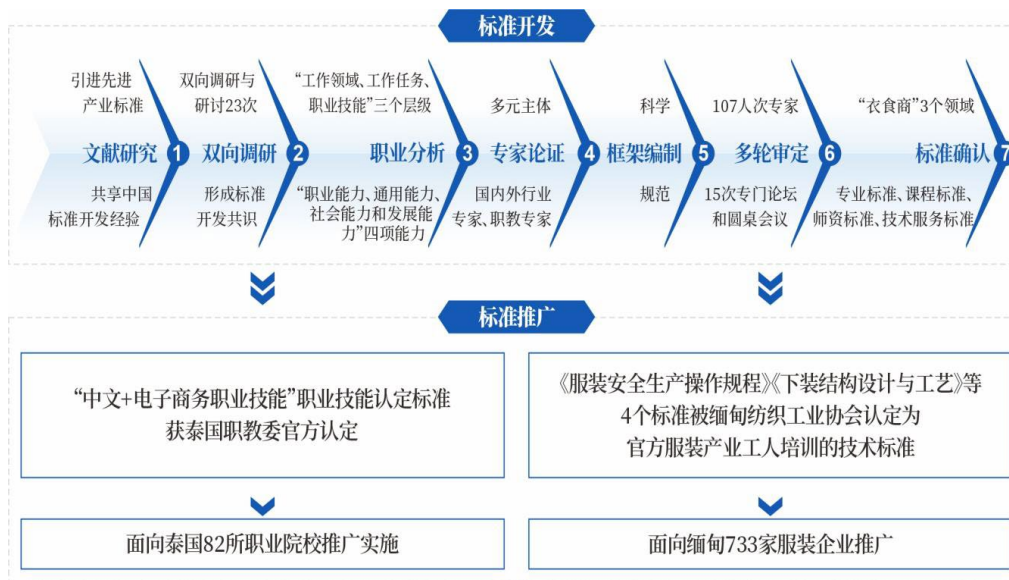 标准开发
引进先进
产业标准
文献研究 1
共享中国
标准开发经验
双向调研与
研讨23次
双向调研 2
形成标准
开发共识
“工作领域、工作任务、
职业技能”三个层级
职业分析 3
“职业能力、通用能力、
社会能力和发展能
力”四项能力
多元主体
专家论证 4
国内外行业
专家、职教专家
科学
框架编制 5
规范
107人次专家
多轮审定 6
15次专门论坛
和圆桌会议
“衣食商”3个领域
标准确认 7
专业标准、课程标准、
师资标准、技术服务标准
标准推广
“中文+电子商务职业技能”职业技能认定标准
获泰国职教委官方认定
面向泰国82所职业院校推广实施
《服装安全生产操作规程》《下装结构设计与工艺》等
4个标准被缅甸纺织工业协会认定为
官方服装产业工人培训的技术标准
面向缅甸733家服装企业推广